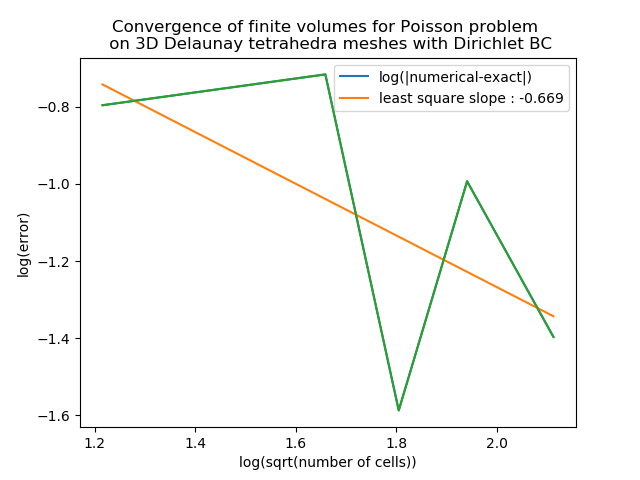 Convergence of finite volumes for Poisson problem
on 3D Delaunay tetrahedra meshes with Dirichlet BC
log(|numerical-exact|)
least square slope : -0.669
log(error)
−0.8
−1.0
−1.2
−1.4
−1.6
1.2 1.4 1.6 1.8 2.0
log(sqrt(number of cells))